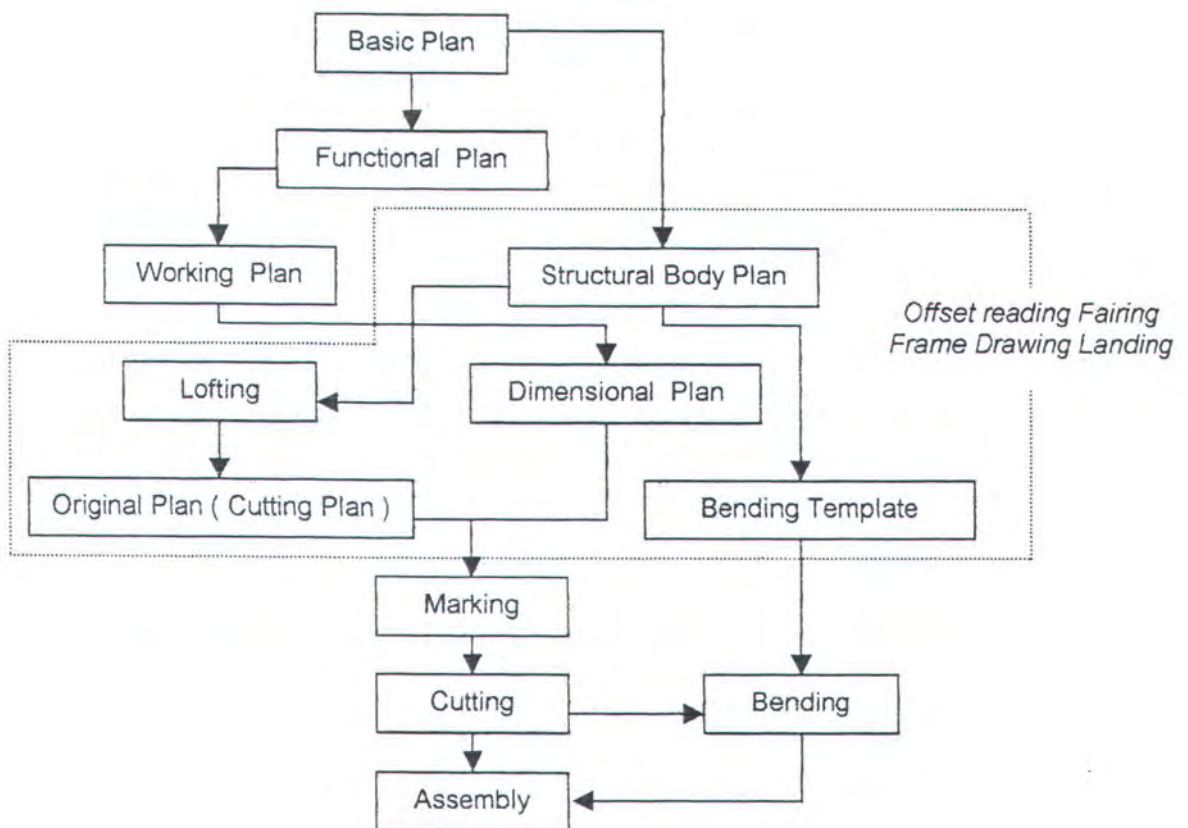 Basic Plan
Functional Plan
Working Plan
Structural Body Plan
Offset reading Fairing
Frame Drawing Landing
Lofting
Dimensional Plan
Original Plan ( Cutting Plan )
Bending Template
Marking
Cutting
Bending
Assembly